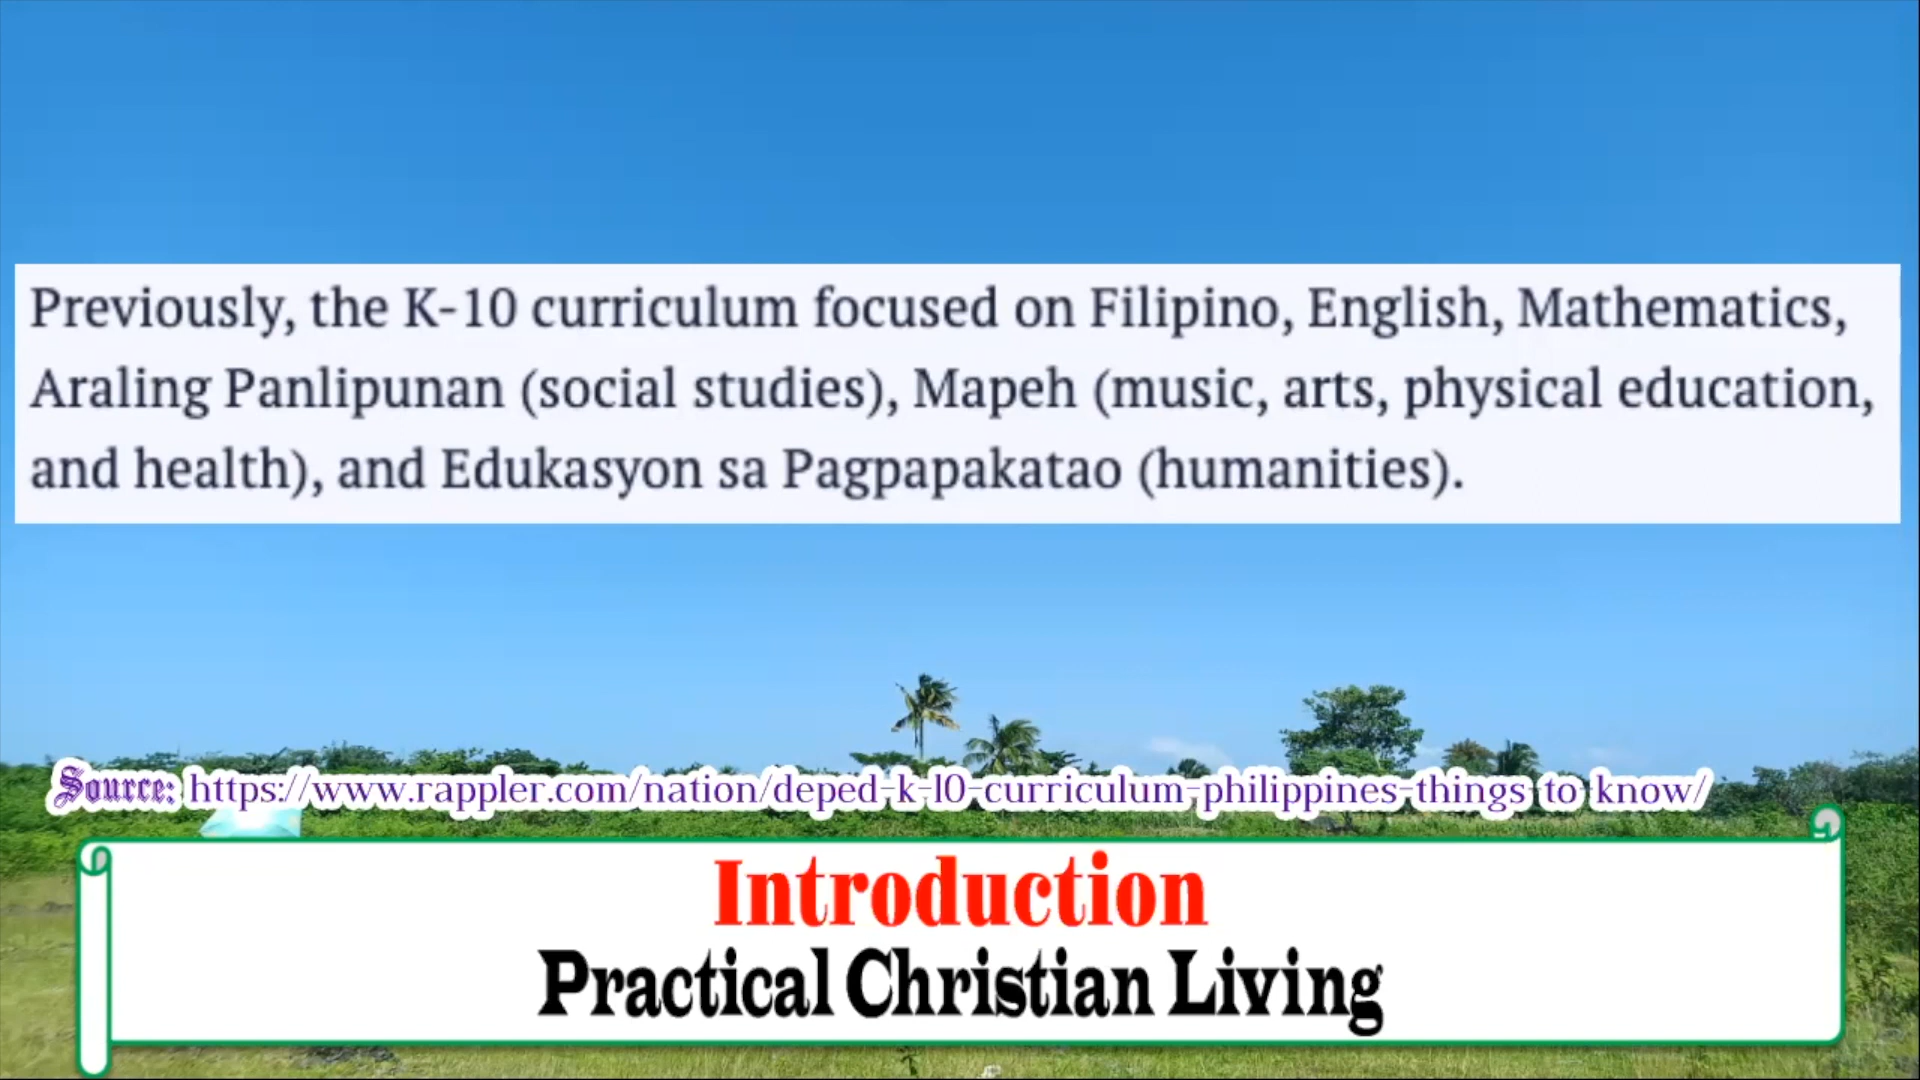 Previously, the K-10 curriculum focused on Filipino, English, Mathematics,
Araling Panlipunan (social studies), Mapeh (music, arts, physical education,
and health), and Edukasyon sa Pagpapakatao (humanities).
Source: https://www.rappler.com/nation/deped-k-10-curriculum-philippines-things-to-know/
Introduction
Practical Christian Living